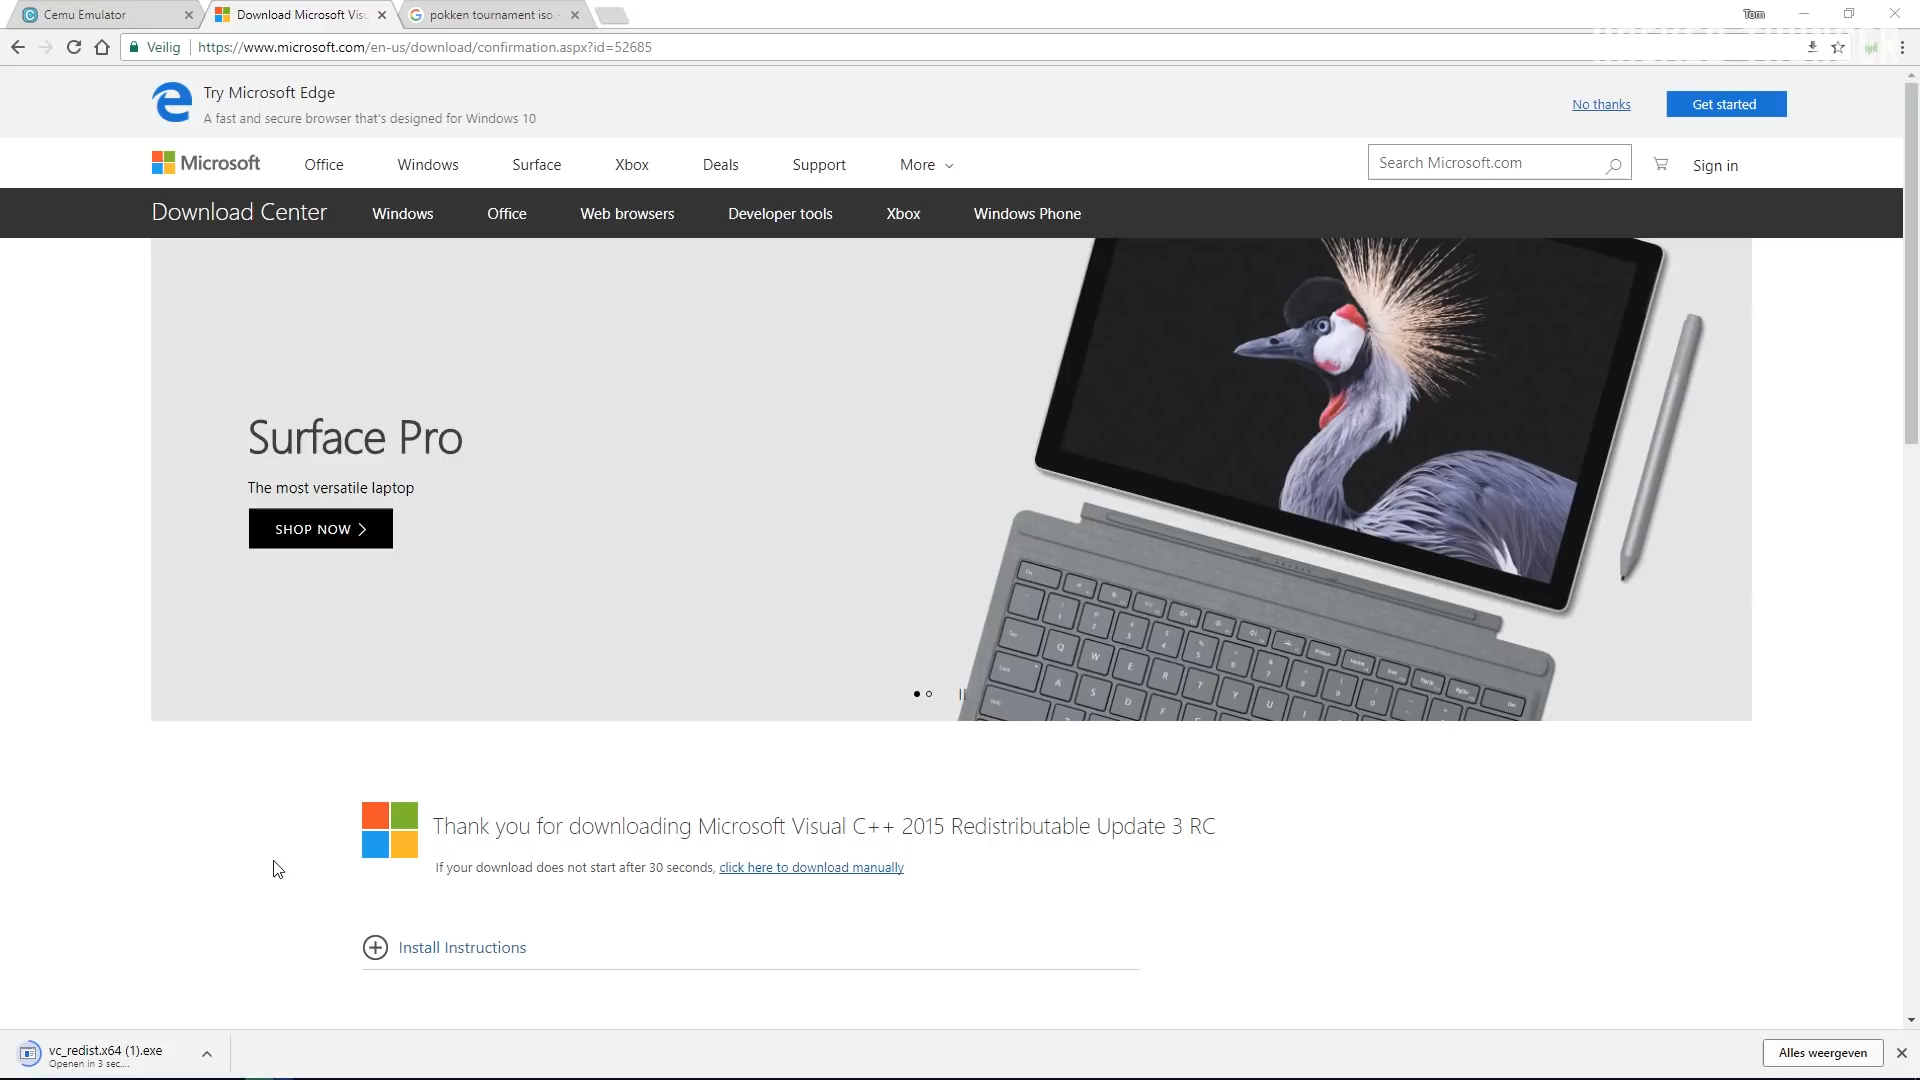 Cemu Emulator
Download Microsoft Visu
pokken tournament iso -
Tom
Veilig
https://www.microsoft.com/en-us/download/confirmation.aspx?id=52685
Try Microsoft Edge
A fast and secure browser that's designed for Windows 10
No thanks
Get started
Microsoft
Office
Windows
Surface
Xbox
Deals
Support
More
Search Microsoft.com
Sign in
Download Center
Windows
Office
Web browsers
Developer tools
Xbox
Windows Phone
Surface Pro
The most versatile laptop
SHOP NOW
Thank you for downloading Microsoft Visual C++ 2015 Redistributable Update 3 RC
If your download does not start after 30 seconds, click here to download manually
Install Instructions
vc_redist.x64 (1).exe
Openen in 3 sec....
Alles weergeven